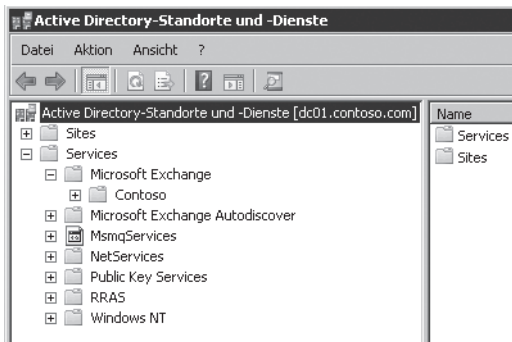 Active Directory-Standorte und -Dienste
Datei Aktion Ansicht ?
Active Directory-Standorte und -Dienste [dc01.contoso.com]
Sites
Services
Microsoft Exchange
Contoso
Microsoft Exchange Autodiscover
MsmqServices
NetServices
Public Key Services
RRAS
Windows NT
Name
Services
Sites